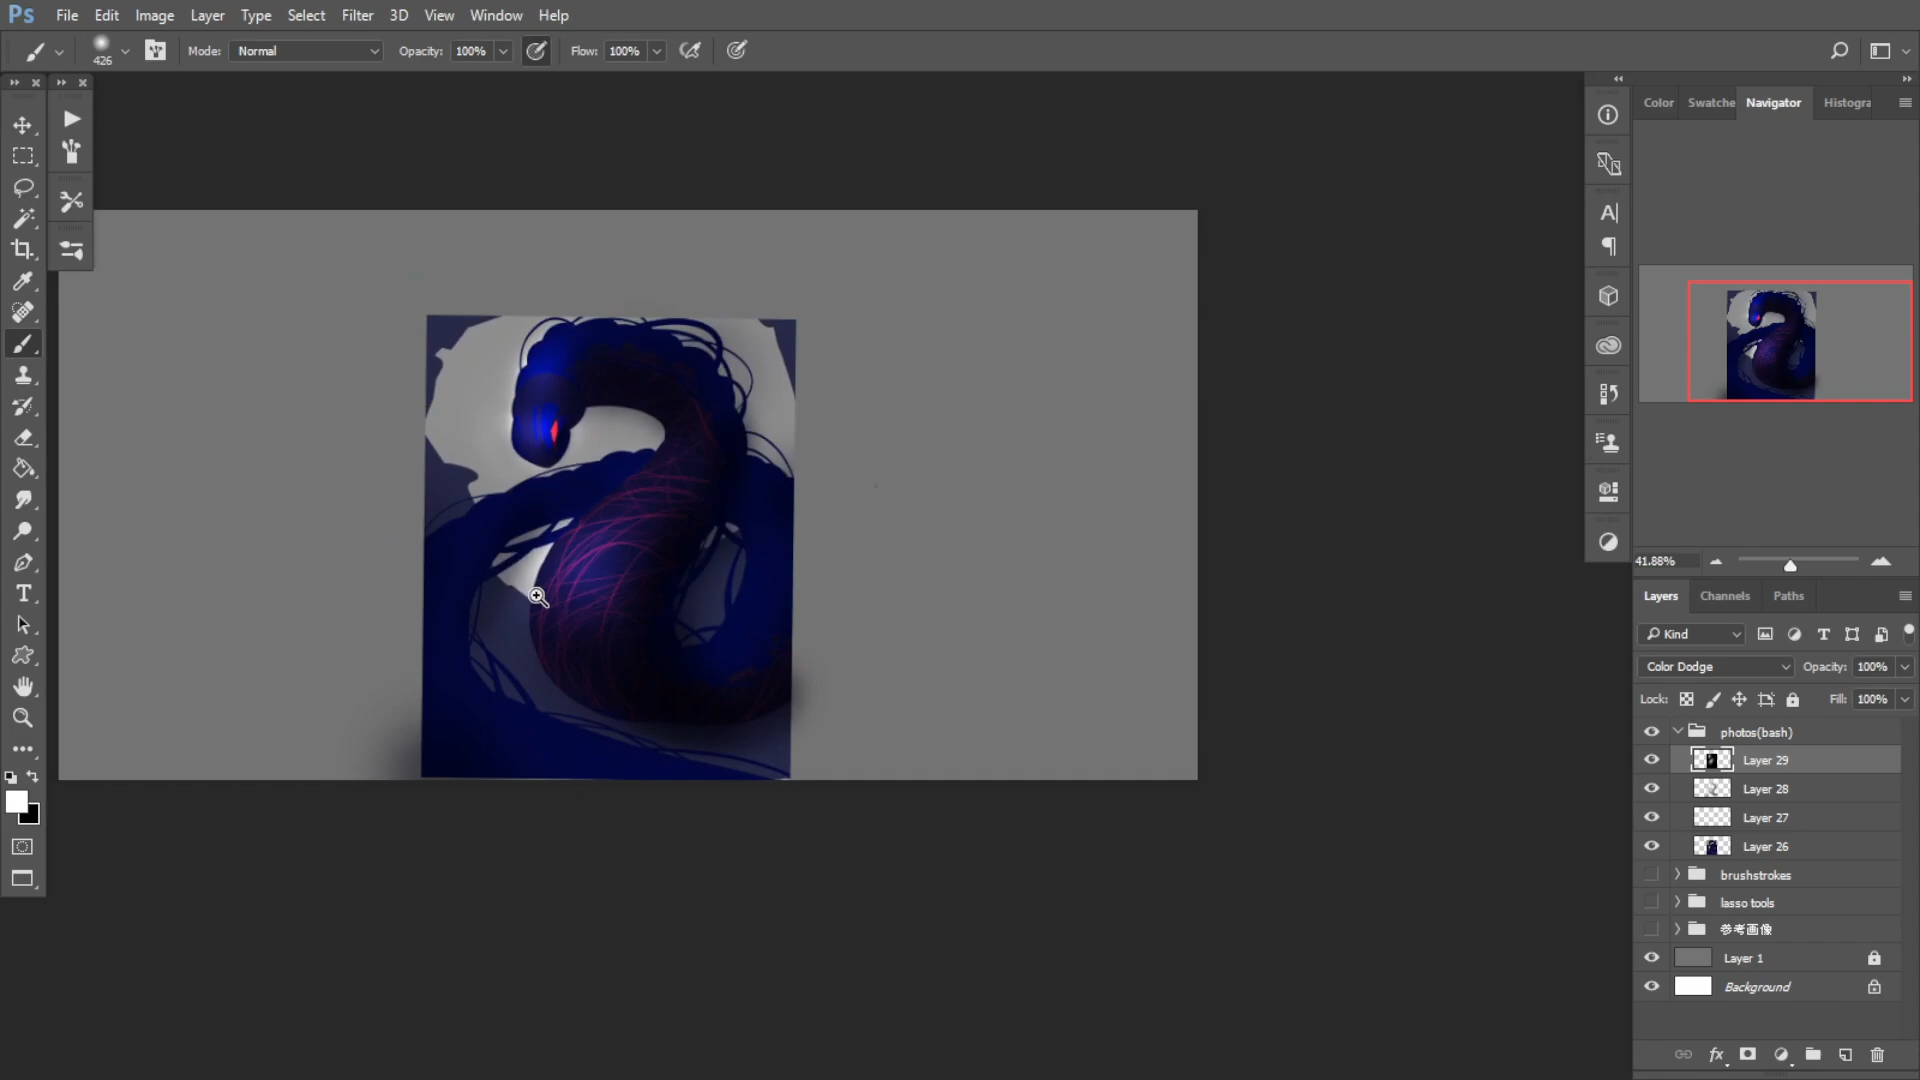 Ps File Edit Image Layer Type Select Filter 3D View Window Help
426 Mode: Normal Opacity: 100% Flow: 100%
Color Swatche Navigator Histogra
41.88%
Layers Channels Paths
Kind
Color Dodge Opacity: 100%
Lock: Fill: 100%
photos(bash)
Layer 29
Layer 28
Layer 27
Layer 26
brushstrokes
lasso tools
参考画像
Layer 1
Background